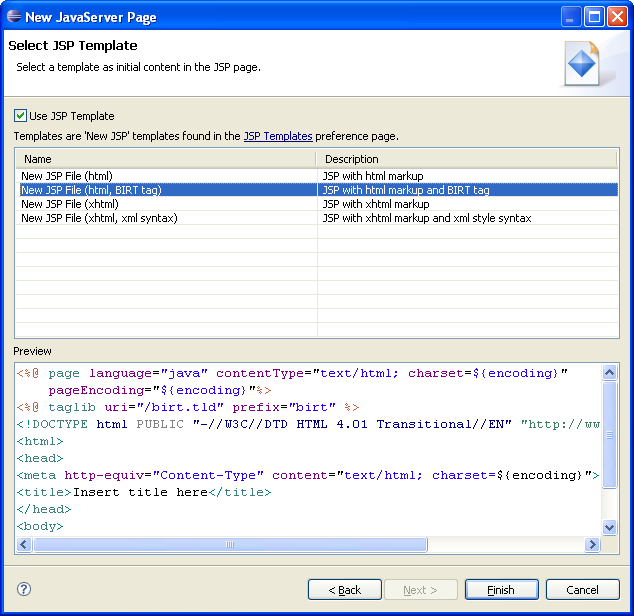 New JavaServer Page
Select JSP Template
Select a template as initial content in the JSP page.
Use JSP Template
Templates are 'New JSP' templates found in the JSP Templates preference page.
Name Description
New JSP File (html) JSP with html markup
New JSP File (html, BIRT tag) JSP with html markup and BIRT tag
New JSP File (xhtml) JSP with xhtml markup
New JSP File (xhtml, xml syntax) JSP with xhtml markup and xml style syntax
Preview
<%@ page language="java" contentType="text/html; charset=${encoding}"
pageEncoding="${encoding}"%>
<%@ taglib uri="/birt.tld" prefix="birt" %>
<!DOCTYPE html PUBLIC "-//W3C//DTD HTML 4.01 Transitional//EN" "http://ww
<html>
<head>
<meta http-equiv="Content-Type" content="text/html; charset=${encoding}">
<title>Insert title here</title>
</head>
<body>
? < Back Next > Finish Cancel